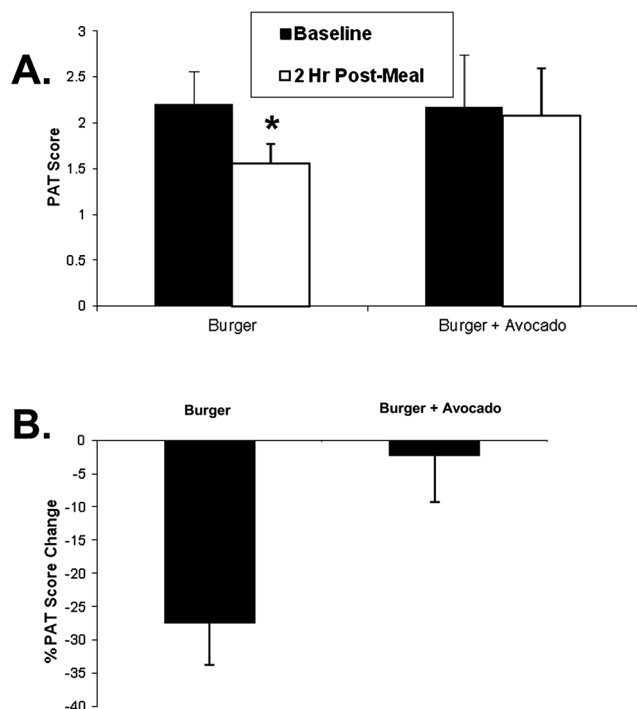 A.
Baseline
2 Hr Post-Meal
PAT Score
3
2.5
2
1.5
1
0.5
0
*
Burger
Burger + Avocado
B.
Burger
Burger + Avocado
%PAT Score Change
0
-5
-10
-15
-20
-25
-30
-35
-40